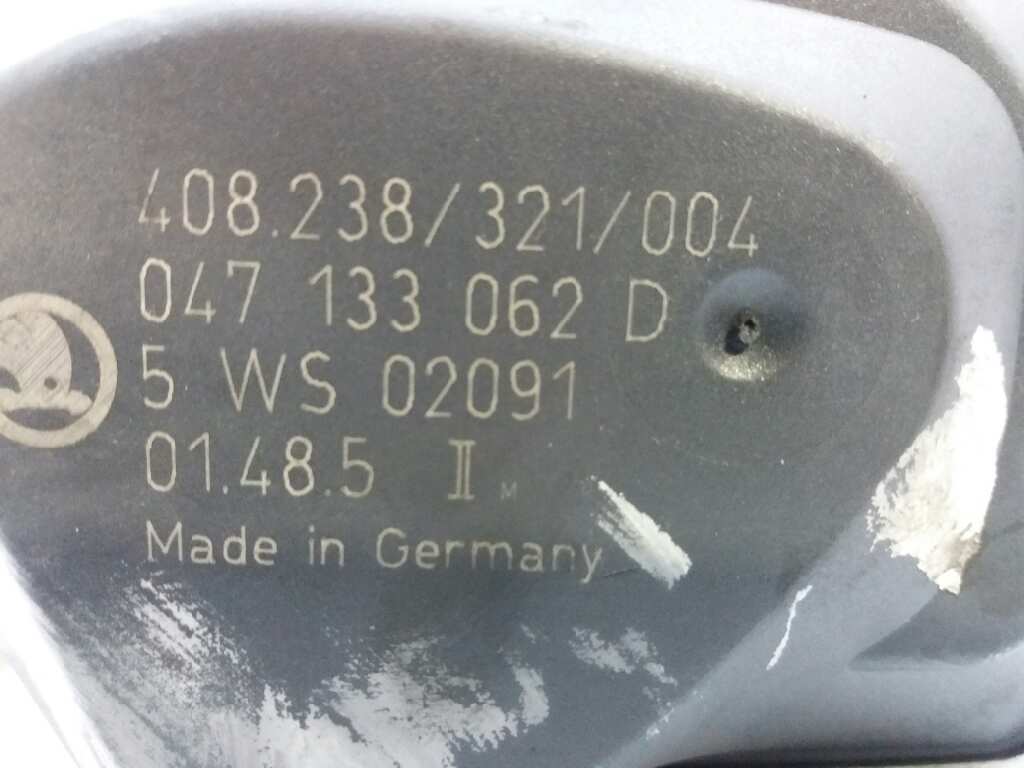 408.238/321/004
047 133 062 D
5 WS 02091
01.48.5 II M
Made in Germany